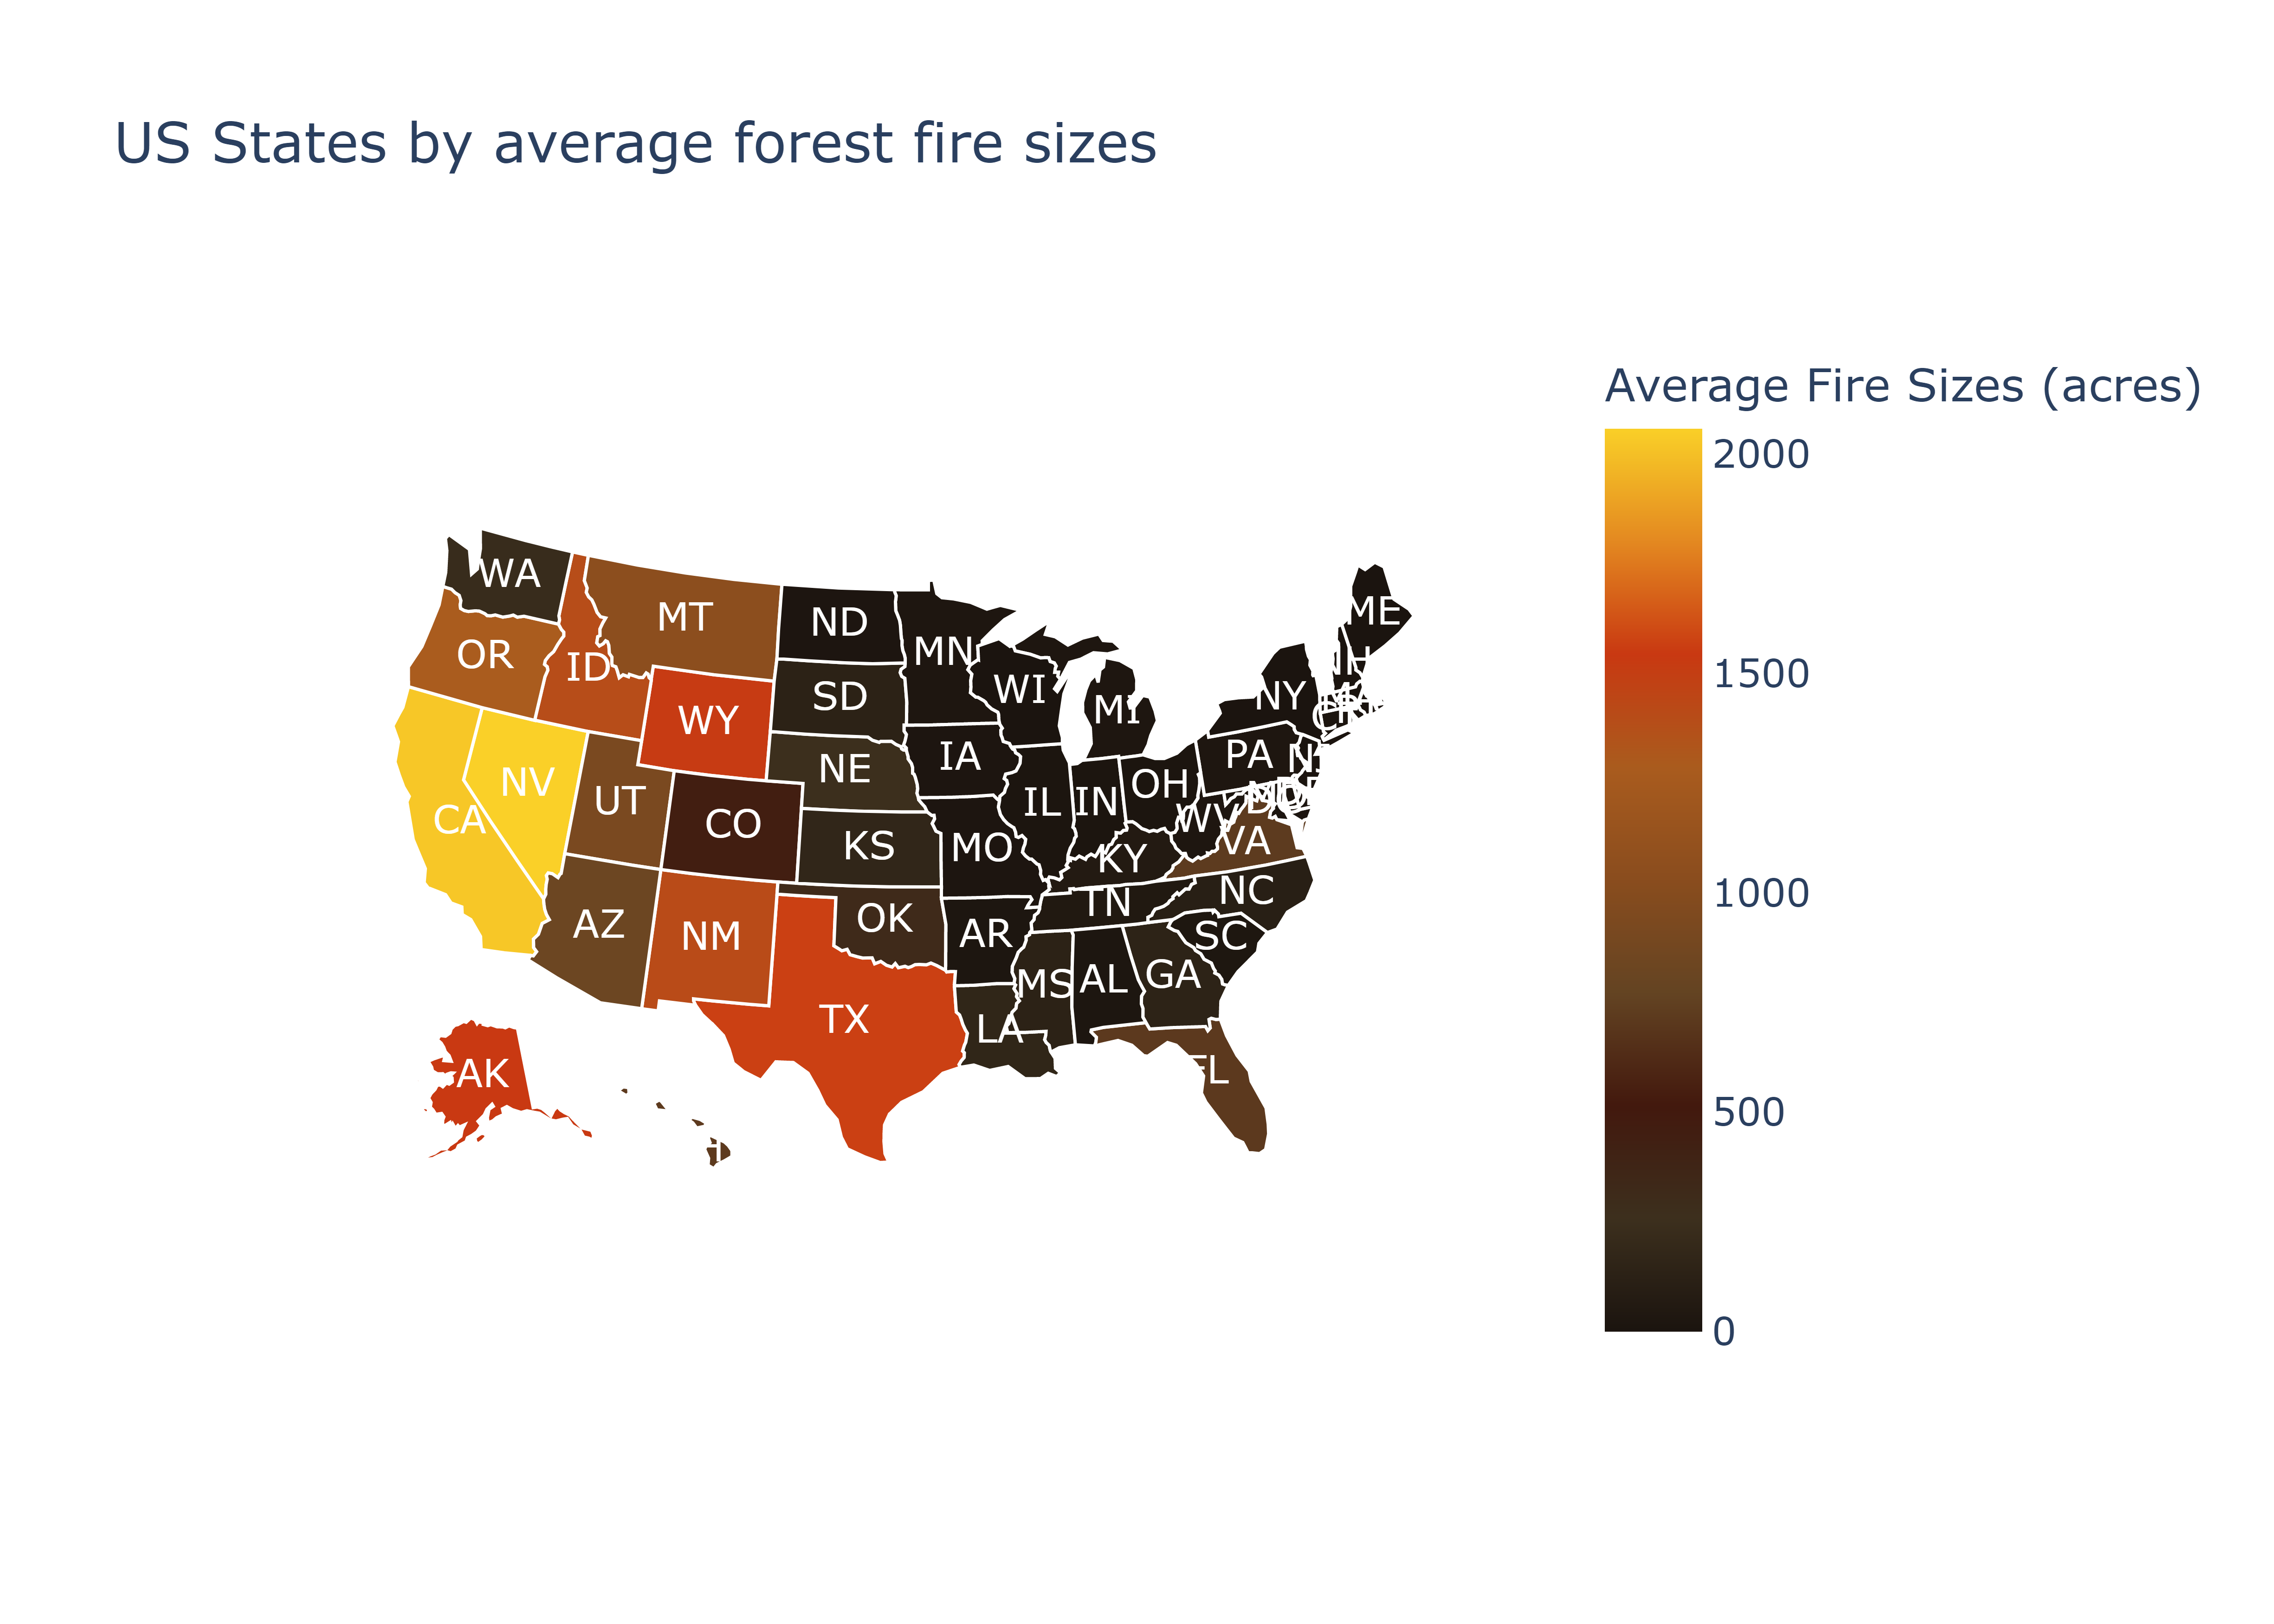 US States by average forest fire sizes
Average Fire Sizes (acres)
2000
1500
1000
500
0
WA
MT
ND
MN
ME
OR
ID
SD
WI
MI
NY
WY
NE
IA
PA
NV
UT
CO
KS
MO
IL
IN
OH
WV
VA
CA
KY
AZ
NM
OK
AR
TN
NC
SC
MS
AL
GA
TX
LA
FL
AK